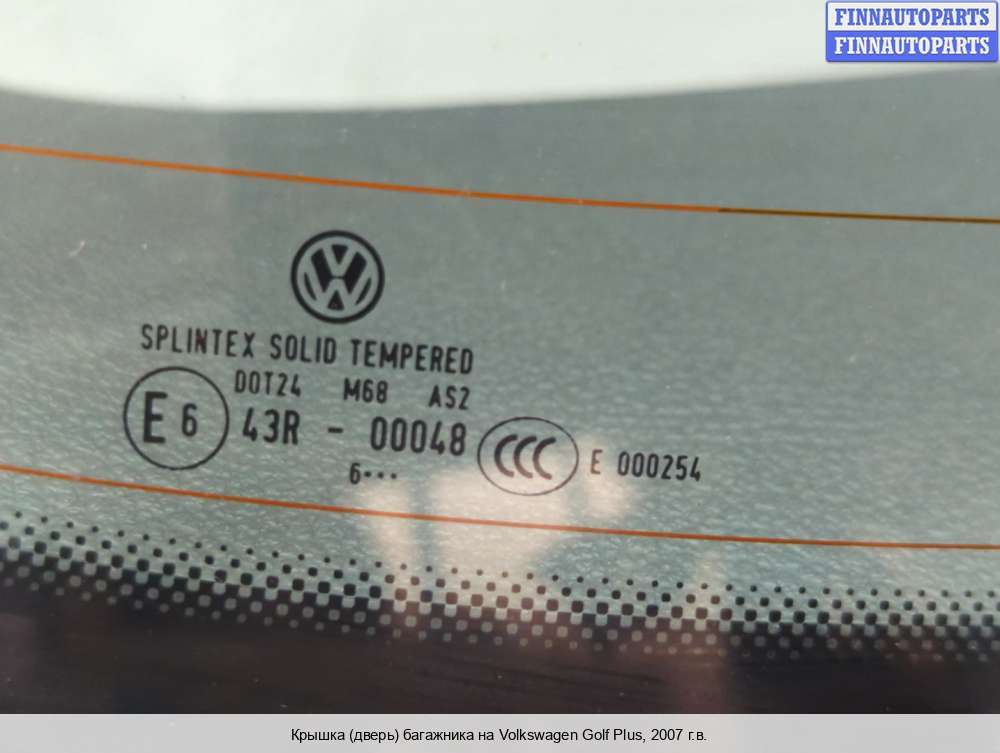 FINNAUTOPARTS
FINNAUTOPARTS
SPLINTEX SOLID TEMPERED
DOT24 M68 AS2
E6 43R - 00048 CCC E 000254
6•••
Крышка (дверь) багажника на Volkswagen Golf Plus, 2007 г.в.